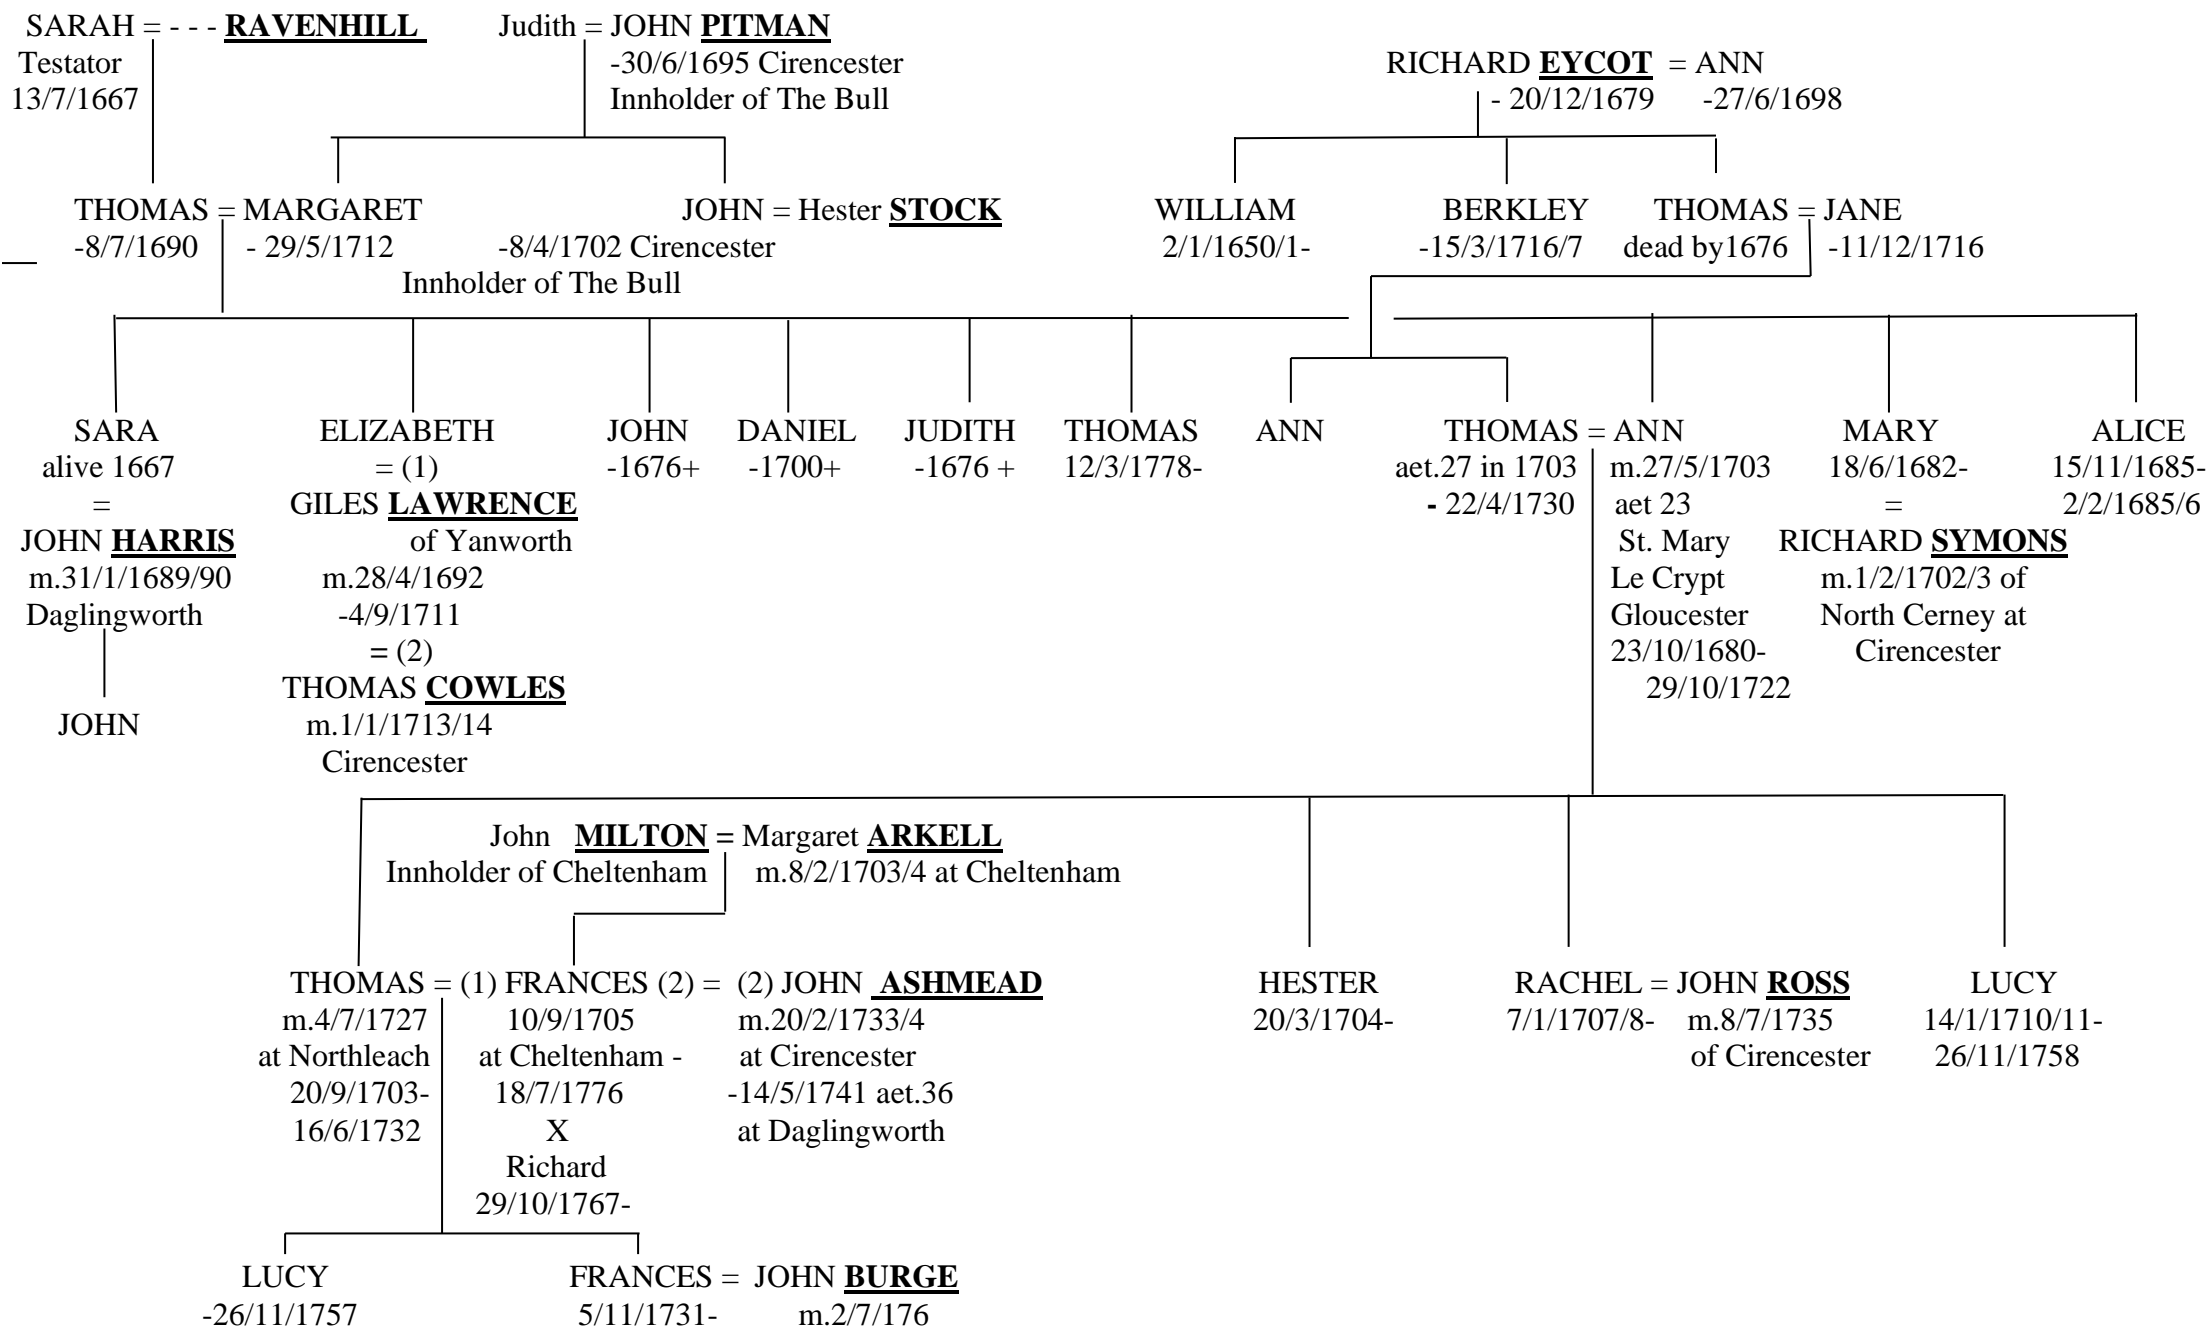 SARAH = - - - RAVENHILL Judith = JOHN PITMAN
Testator -30/6/1695 Cirencester RICHARD EYCOT = ANN
13/7/1667 Innholder of The Bull - 20/12/1679 -27/6/1698
THOMAS = MARGARET JOHN = Hester STOCK WILLIAM BERKLEY THOMAS = JANE
-8/7/1690 - 29/5/1712 -8/4/1702 Cirencester 2/1/1650/1- -15/3/1716/7 dead by1676 -11/12/1716
Innholder of The Bull
SARA ELIZABETH JOHN DANIEL JUDITH THOMAS ANN THOMAS = ANN MARY ALICE
alive 1667 = (1) -1676+ -1700+ -1676 + 12/3/1778- aet.27 in 1703 m.27/5/1703 18/6/1682- 15/11/1685-
= GILES LAWRENCE - 22/4/1730 aet 23 = 2/2/1685/6
JOHN HARRIS of Yanworth St. Mary RICHARD SYMONS
m.31/1/1689/90 m.28/4/1692 Le Crypt m.1/2/1702/3 of
Daglingworth -4/9/1711 Gloucester North Cerney at
= (2) 23/10/1680- Cirencester
THOMAS COWLES 29/10/1722
JOHN m.1/1/1713/14
Cirencester
John MILTON = Margaret ARKELL
Innholder of Cheltenham m.8/2/1703/4 at Cheltenham
THOMAS = (1) FRANCES (2) = (2) JOHN ASHMEAD HESTER RACHEL = JOHN ROSS LUCY
m.4/7/1727 10/9/1705 m.20/2/1733/4 20/3/1704- 7/1/1707/8- m.8/7/1735 14/1/1710/11-
at Northleach at Cheltenham - at Cirencester of Cirencester 26/11/1758
20/9/1703- 18/7/1776 -14/5/1741 aet.36
16/6/1732 X at Daglingworth
Richard
29/10/1767-
LUCY FRANCES = JOHN BURGE
-26/11/1757 5/11/1731- m.2/7/176